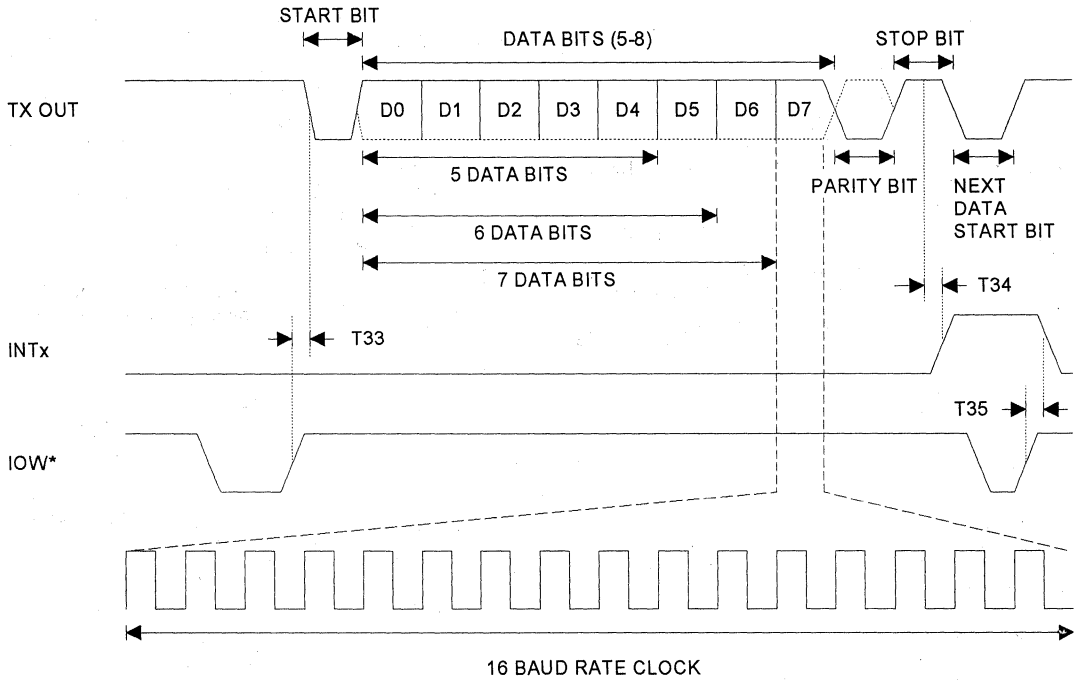 START BIT
DATA BITS (5-8)
STOP BIT
TX OUT
D0 D1 D2 D3 D4 D5 D6 D7
5 DATA BITS
PARITY BIT
NEXT
DATA
START BIT
6 DATA BITS
7 DATA BITS
T34
T33
INTx
T35
IOW*
16 BAUD RATE CLOCK